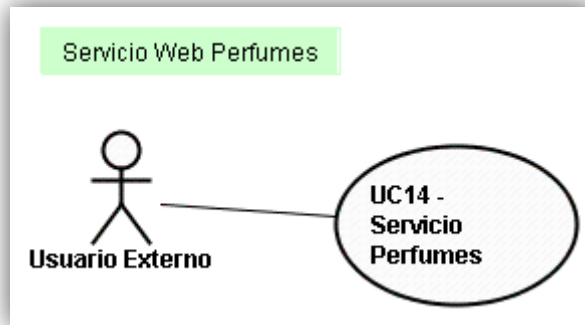 Servicio Web Perfumes
UC14 -
Servicio
Perfumes
Usuario Externo